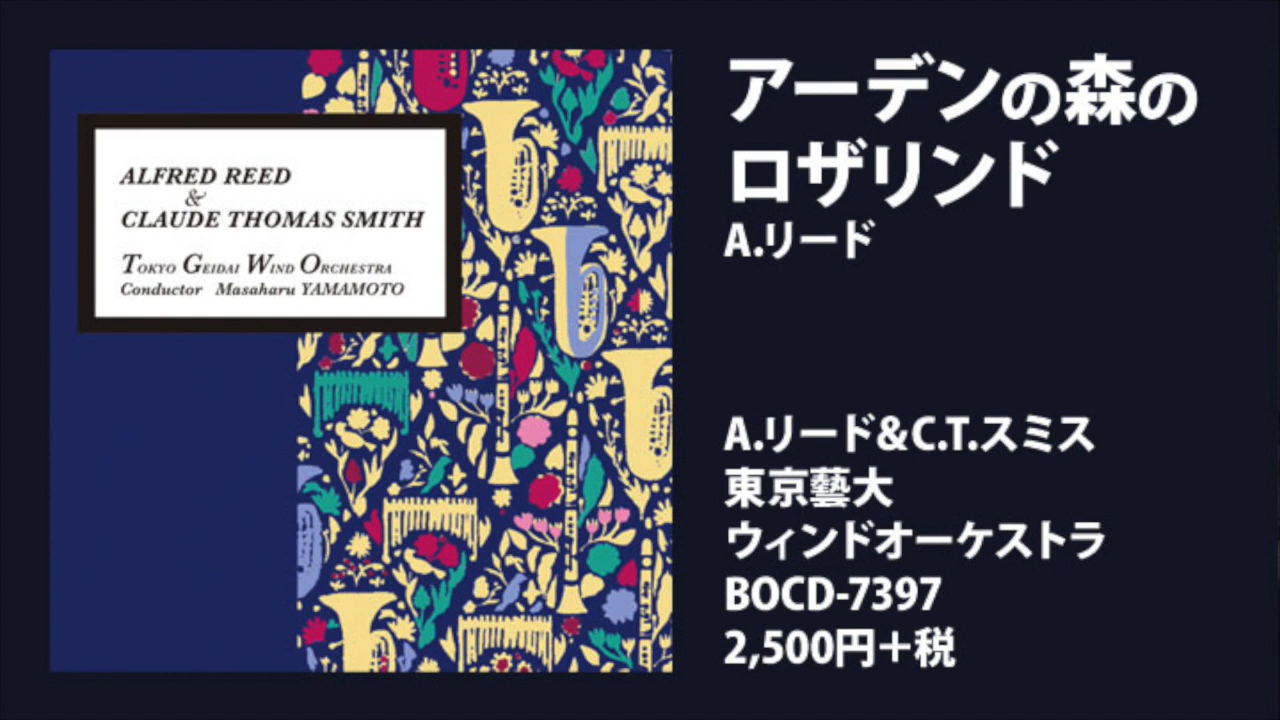 ALFRED REED
&
CLAUDE THOMAS SMITH
TOKYO GEIDAI WIND ORCHESTRA
Conductor Masaharu YAMAMOTO
アーデンの森の
ロザリンド
A.リード
A.リード&C.T.スミス
東京藝大
ウィンドオーケストラ
BOCD-7397
2,500円+税